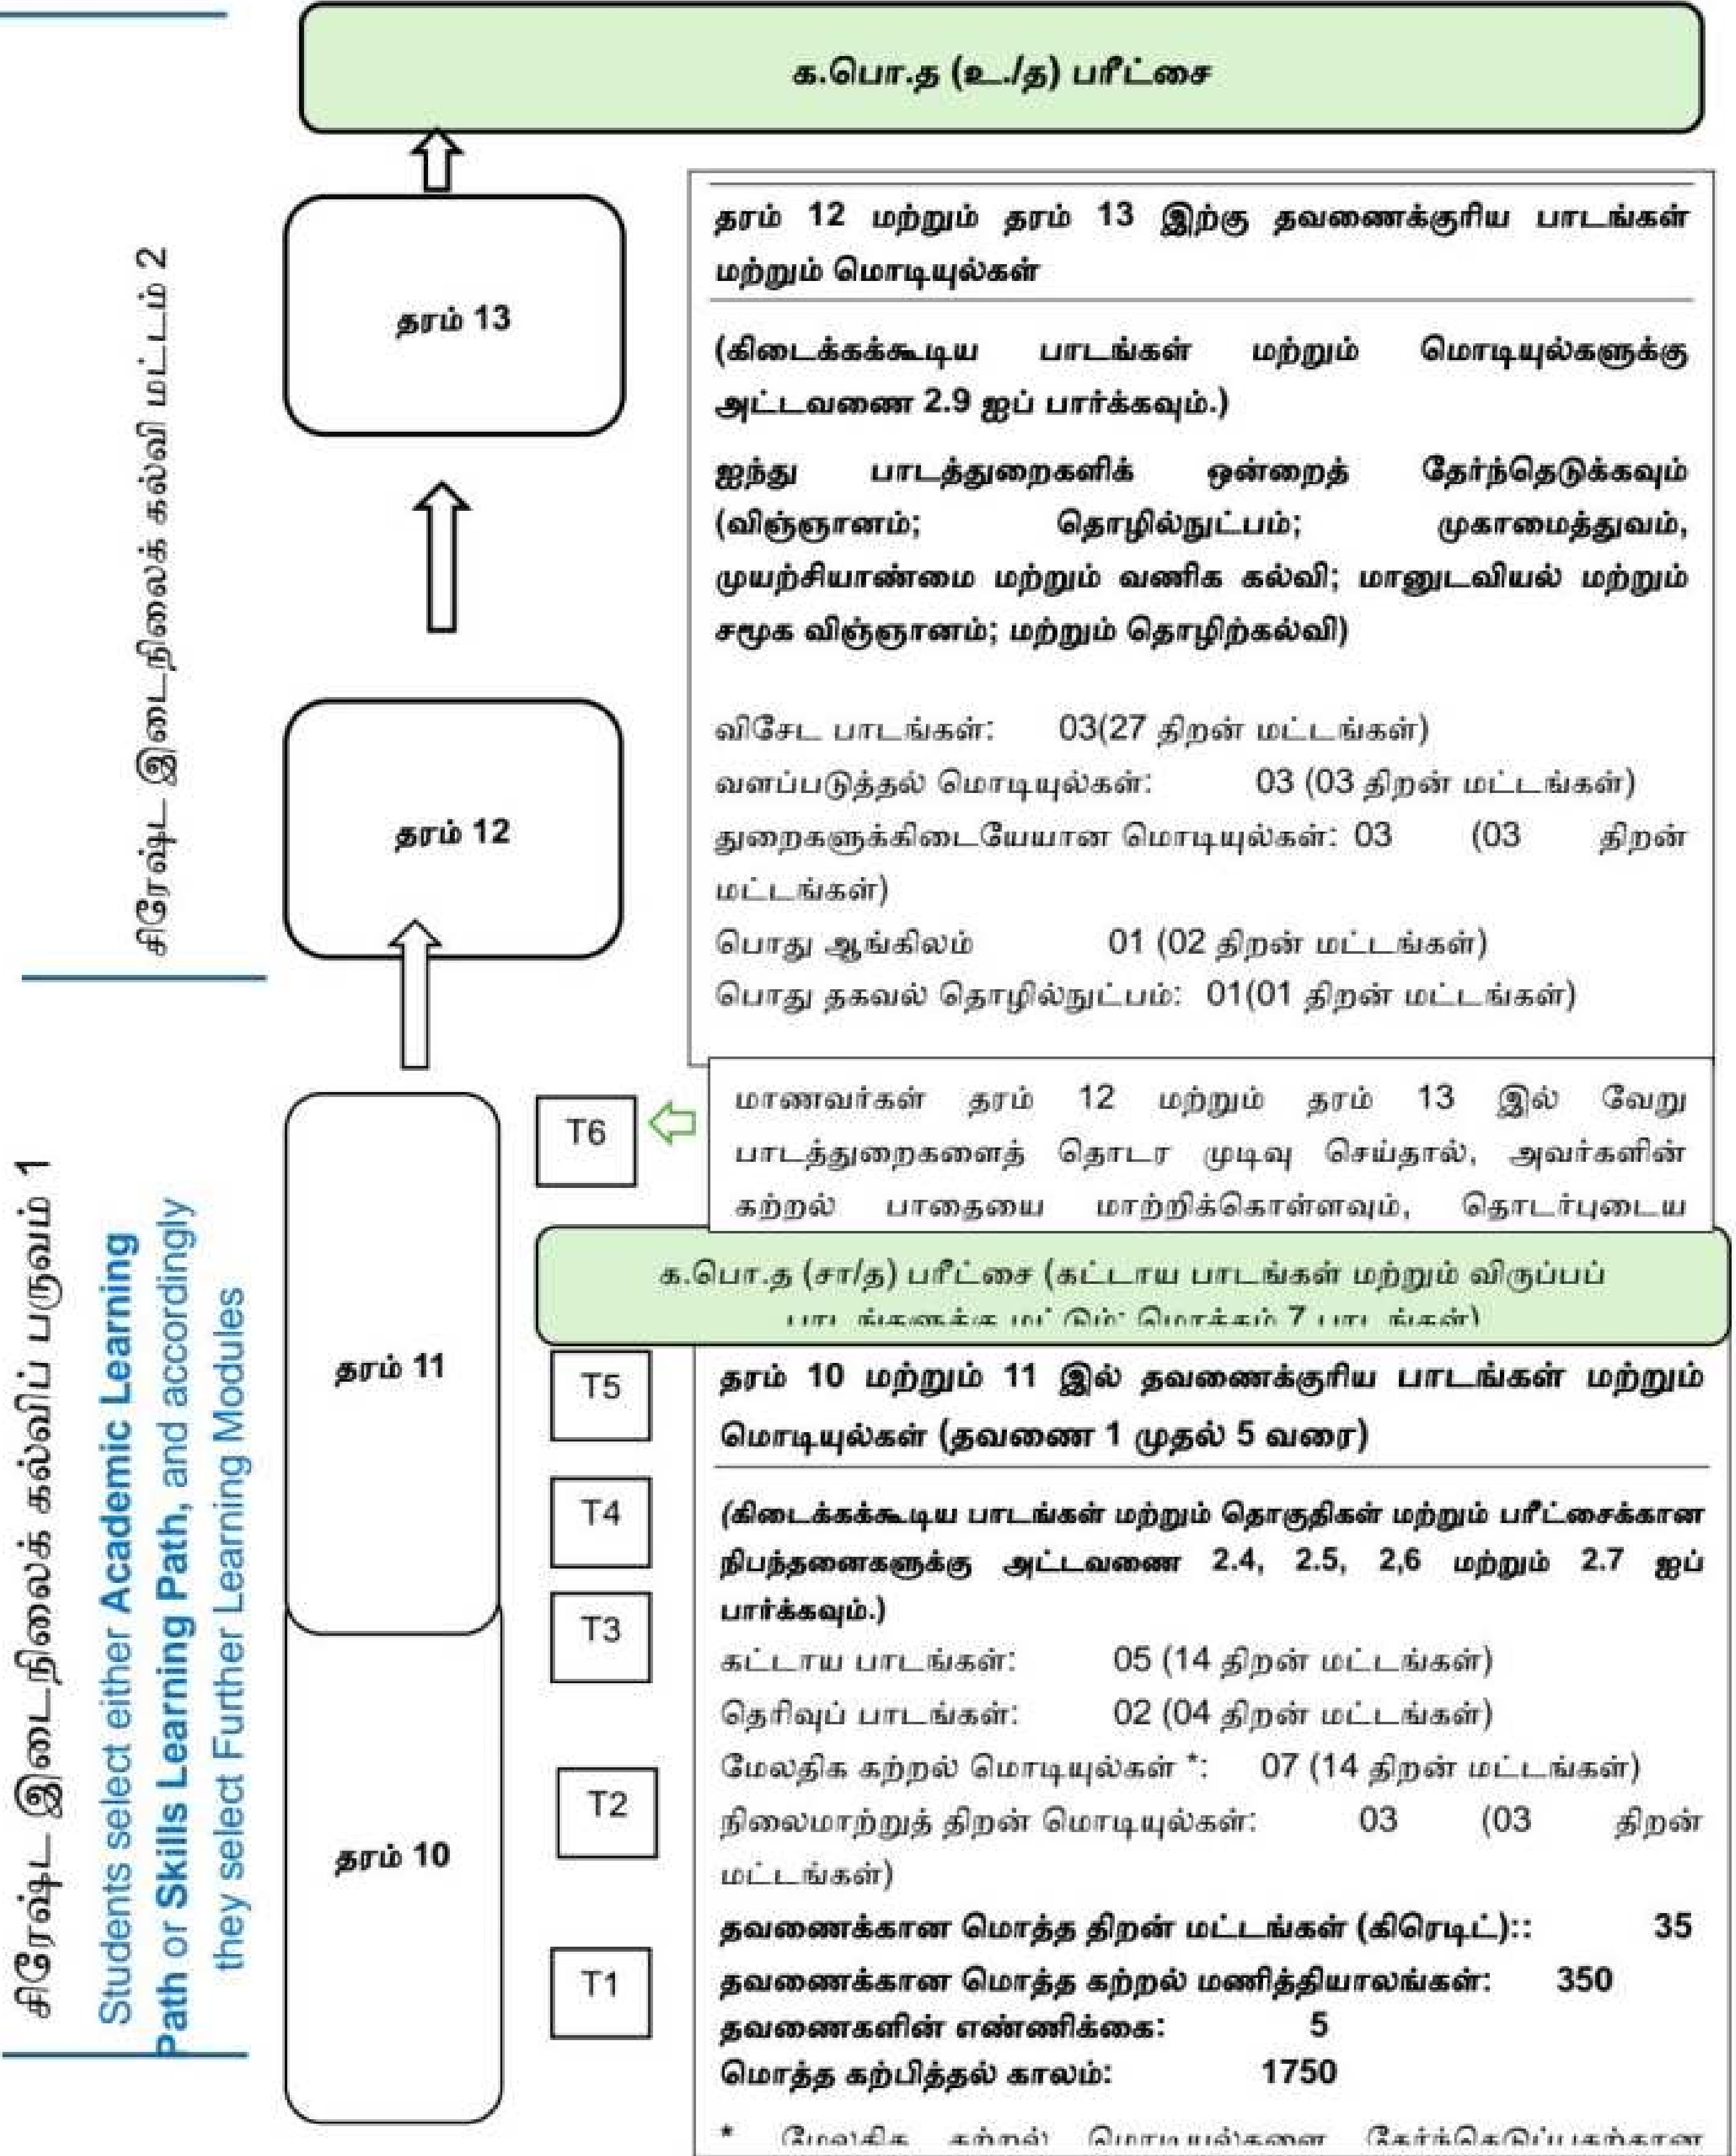 க.பொ.த (உ./த) பரீட்சை
சிரேஷ்ட இடைநிலைக் கல்வி மட்டம் 2
தரம் 13
தரம் 12
தரம் 12 மற்றும் தரம் 13 இற்கு தவணைக்குரிய பாடங்கள்
மற்றும் மொடியுல்கள்
(கிடைக்கக்கூடிய பாடங்கள் மற்றும் மொடியுல்களுக்கு
அட்டவணை 2.9 ஐப் பார்க்கவும்.)
ஐந்து பாடத்துறைகளிக் ஒன்றைத் தேர்ந்தெடுக்கவும்
(விஞ்ஞானம்; தொழில்நுட்பம்; முகாமைத்துவம்,
முயற்சியாண்மை மற்றும் வணிக கல்வி; மானுடவியல் மற்றும்
சமூக விஞ்ஞானம்; மற்றும் தொழிற்கல்வி)
விசேட பாடங்கள்: 03(27 திறன் மட்டங்கள்)
வளப்படுத்தல் மொடியுல்கள்: 03 (03 திறன் மட்டங்கள்)
துறைகளுக்கிடையேயான மொடியுல்கள்: 03 (03 திறன்
மட்டங்கள்)
பொது ஆங்கிலம் 01 (02 திறன் மட்டங்கள்)
பொது தகவல் தொழில்நுட்பம்: 01(01 திறன் மட்டங்கள்)
சிரேஷ்ட இடைநிலைக் கல்விப் பருவம் 1
Students select either Academic Learning
Path or Skills Learning Path, and accordingly
they select Further Learning Modules
தரம் 11
தரம் 10
T6
மாணவர்கள் தரம் 12 மற்றும் தரம் 13 இல் வேறு
பாடத்துறைகளைத் தொடர முடிவு செய்தால், அவர்களின்
கற்றல் பாதையை மாற்றிக்கொள்ளவும், தொடர்புடைய
க.பொ.த (சா/த) பரீட்சை (கட்டாய பாடங்கள் மற்றும் விருப்பப்
பாடங்களுக்கு மட்டும்: மொத்தம் 7 பாடங்கள்)
T5
T4
T3
T2
T1
தரம் 10 மற்றும் 11 இல் தவணைக்குரிய பாடங்கள் மற்றும்
மொடியுல்கள் (தவணை 1 முதல் 5 வரை)
(கிடைக்கக்கூடிய பாடங்கள் மற்றும் தொகுதிகள் மற்றும் பரீட்சைக்கான
நிபந்தனைகளுக்கு அட்டவணை 2.4, 2.5, 2,6 மற்றும் 2.7 ஐப்
பார்க்கவும்.)
கட்டாய பாடங்கள்: 05 (14 திறன் மட்டங்கள்)
தெரிவுப் பாடங்கள்: 02 (04 திறன் மட்டங்கள்)
மேலதிக கற்றல் மொடியுல்கள் *: 07 (14 திறன் மட்டங்கள்)
நிலைமாற்றுத் திறன் மொடியுல்கள்: 03 (03 திறன்
மட்டங்கள்)
தவணைக்கான மொத்த திறன் மட்டங்கள் (கிரெடிட்):: 35
தவணைக்கான மொத்த கற்றல் மணித்தியாலங்கள்: 350
தவணைகளின் எண்ணிக்கை: 5
மொத்த கற்பித்தல் காலம்: 1750
* மேலதிக கற்றல் மொடியுல்களை தேர்ந்தெடுப்பதற்கான